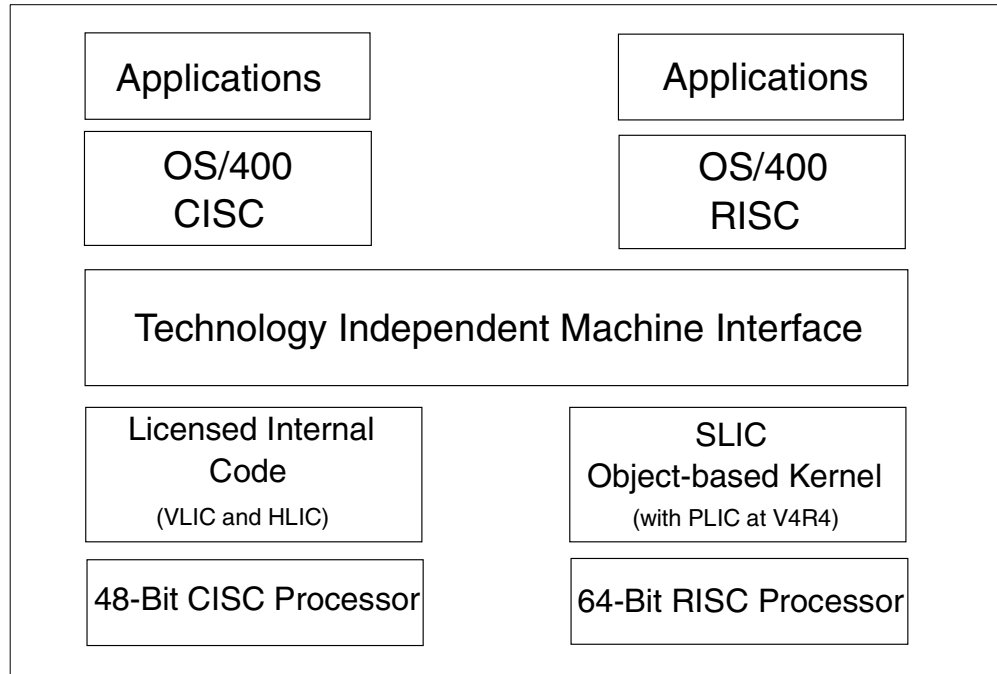 Applications
Applications
OS/400
CISC
OS/400
RISC
Technology Independent Machine Interface
Licensed Internal
Code
(VLIC and HLIC)
SLIC
Object-based Kernel
(with PLIC at V4R4)
48-Bit CISC Processor
64-Bit RISC Processor